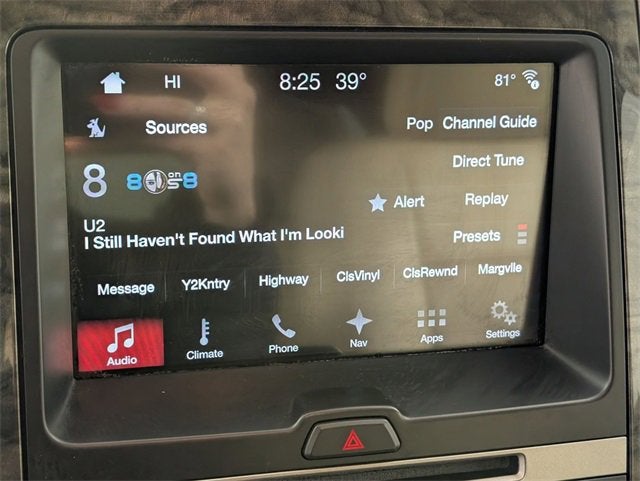 HI 8:25 39° 81°
Sources Pop Channel Guide
Direct Tune
8 80s on 8
Alert Replay
U2
I Still Haven't Found What I'm Looki
Presets
Message Y2Kntry Highway ClsVinyl ClsRewnd Margvlle
Audio Climate Phone Nav Apps Settings